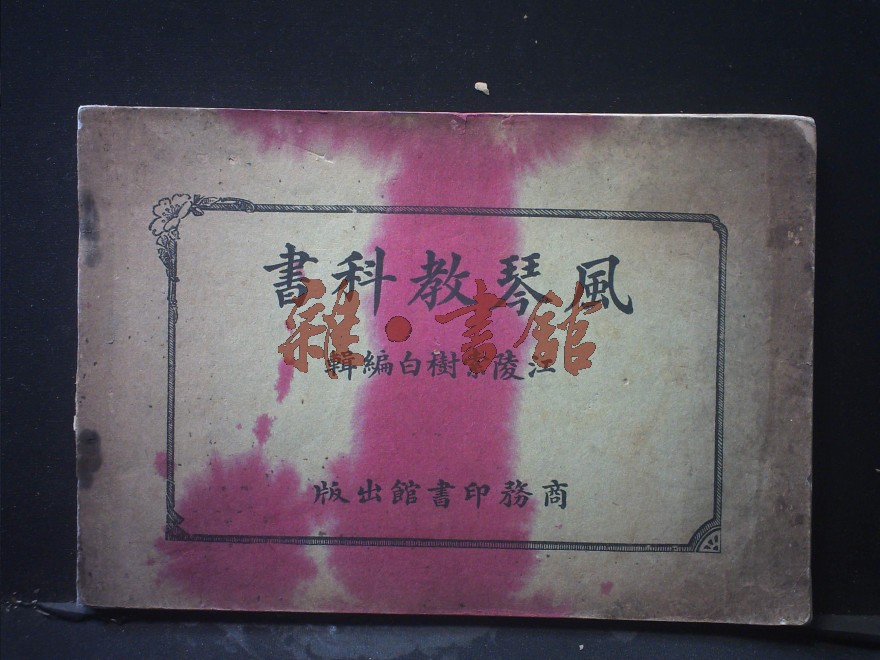 風琴教科書
雜·書館
江陵索樹白編輯
商務印書館出版